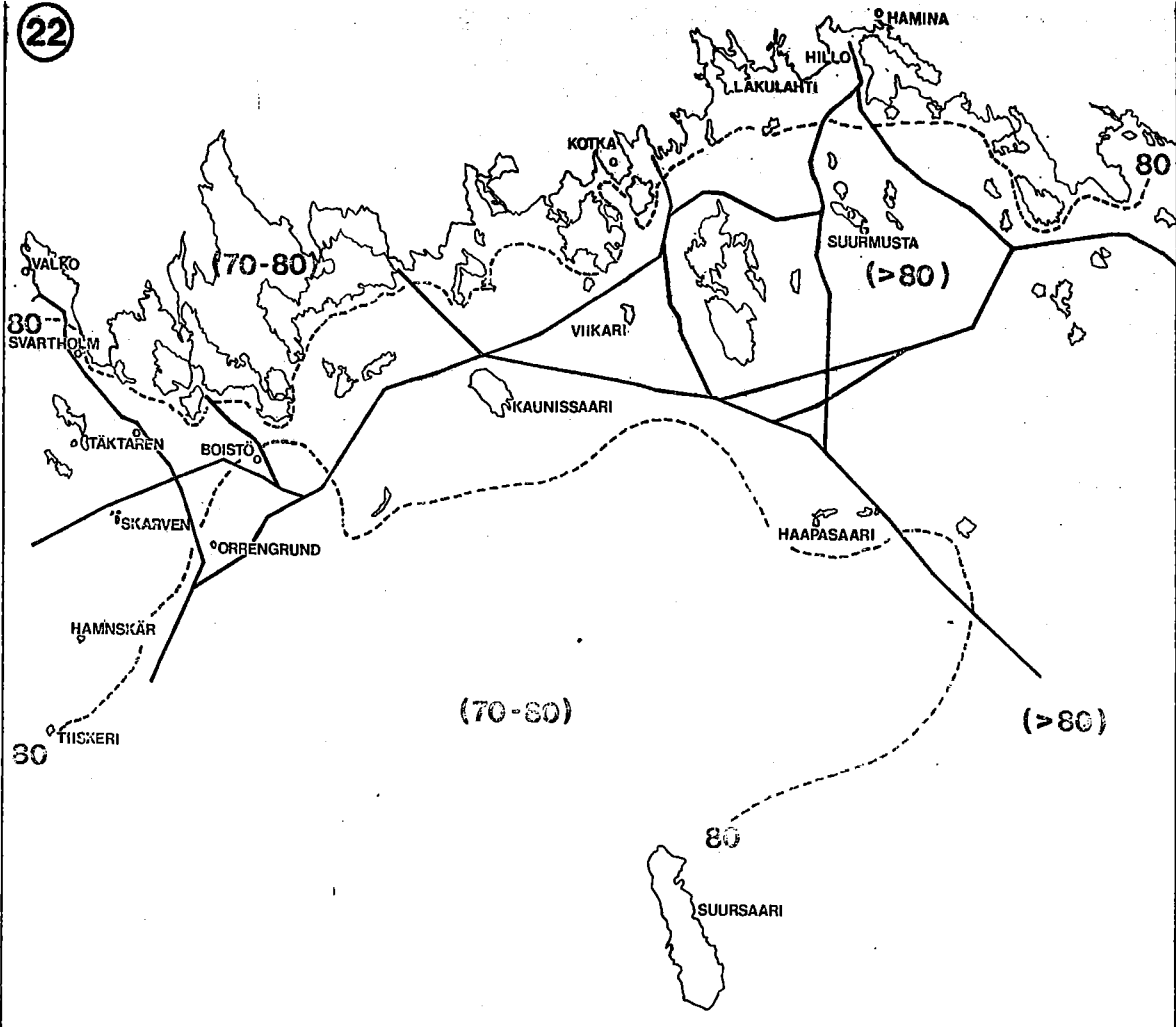 22
HAMINA
HILLO
LAKULAHTI
KOTKA
80
SUURMUSTA
(>80)
VALKO
(70-80)
80
SVARTHOLM
VIIKARI
KAUNISSAARI
TÄKTAREN
BOISTÖ
SKARVEN
ORRENGRUND
HAAPASAARI
HAMNSKÄR
(70-80)
(>80)
TIISKERI
80
80
SUURSAARI